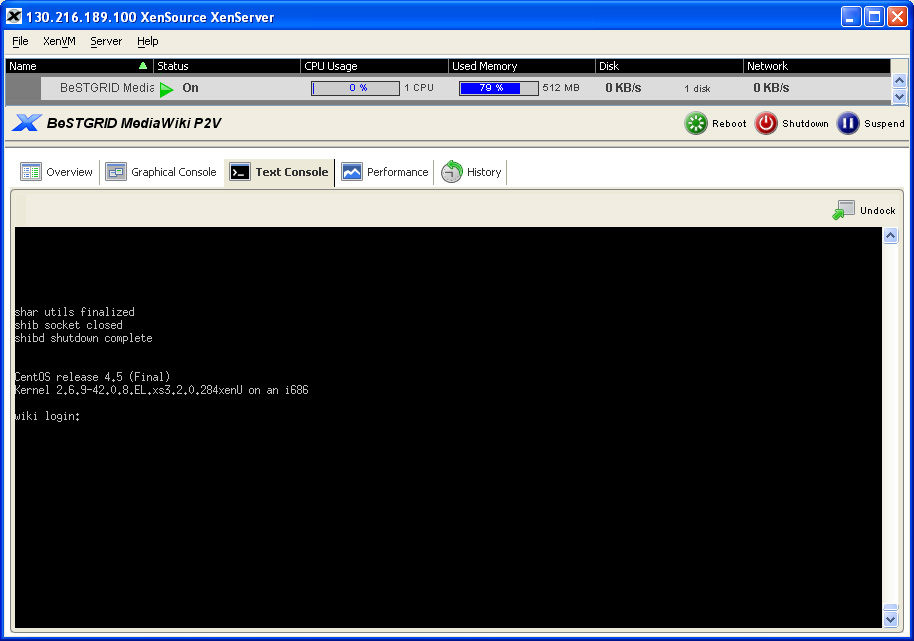 130.216.189.100 XenSource XenServer
File XenVM Server Help
Name Status CPU Usage Used Memory Disk Network
BeSTGRID Media On 0 % 1 CPU 79 % 512 MB 0 KB/s 1 disk 0 KB/s
BeSTGRID MediaWiki P2V Reboot Shutdown Suspend
Overview Graphical Console Text Console Performance History
Undock
shar utils finalized
shib socket closed
shibd shutdown complete
CentOS release 4.5 (Final)
Kernel 2.6.9-42.0.8.EL.xs3.2.0.284xenU on an i686
wiki login: